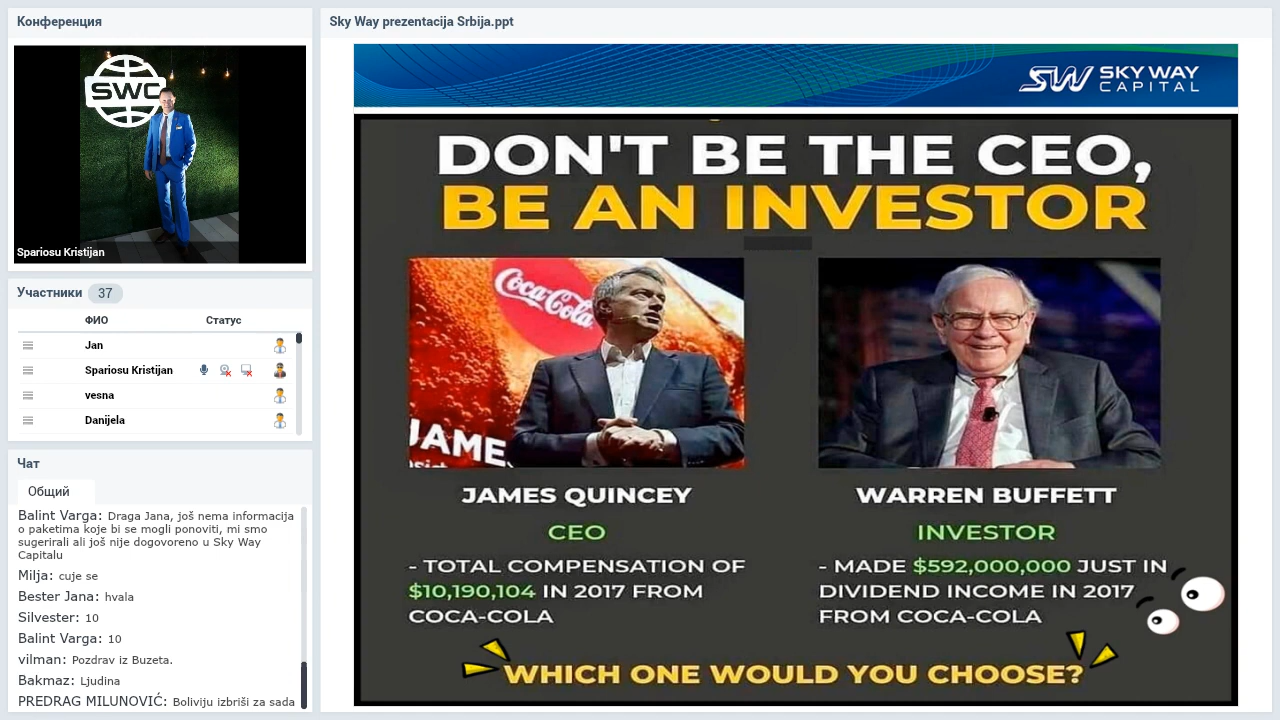 Конференция
SWC
Spariosu Kristijan
Участники 37
ФИО Статус
Jan
Spariosu Kristijan
vesna
Danijela
Чат
Общий
Balint Varga: Draga Jana, još nema informacija
o paketima koje bi se mogli ponoviti, mi smo
sugerirali ali još nije dogovoreno u Sky Way
Capitalu
Milja: cuje se
Bester Jana: hvala
Silvester: 10
Balint Varga: 10
vilman: Pozdrav iz Buzeta.
Bakmaz: Ljudina
PREDRAG MILUNOVIĆ: Boliviju izbriši za sada
Sky Way prezentacija Srbija.ppt
SW SKY WAY
CAPITAL
DON'T BE THE CEO,
BE AN INVESTOR
Coca-Cola
JAMES
JAMES QUINCEY
CEO
- TOTAL COMPENSATION OF
$10,190,104 IN 2017 FROM
COCA-COLA
WARREN BUFFETT
INVESTOR
- MADE $592,000,000 JUST IN
DIVIDEND INCOME IN 2017
FROM COCA-COLA
WHICH ONE WOULD YOU CHOOSE?